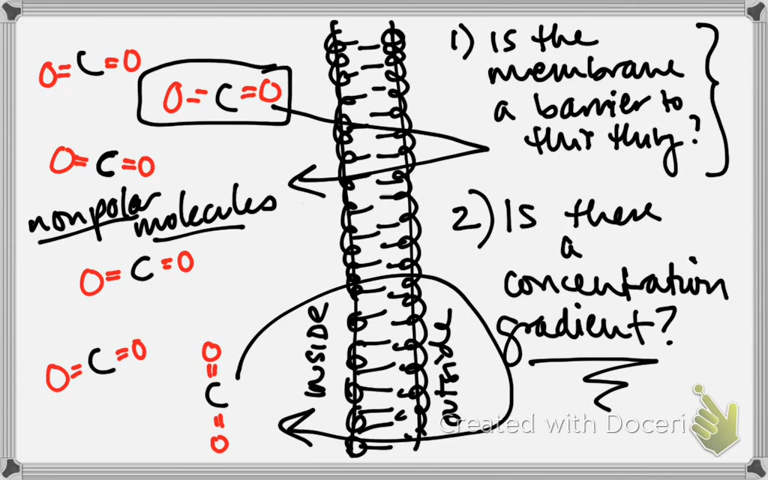 O=C=O
O=C=O
O=C=O
nonpolar molecules
O=C=O
O=C=O
O=C=O
inside
outside
1) is the
membrane
a barrier to
this thing?
2) Is there
a
concentration
gradient?
Created with Doceri